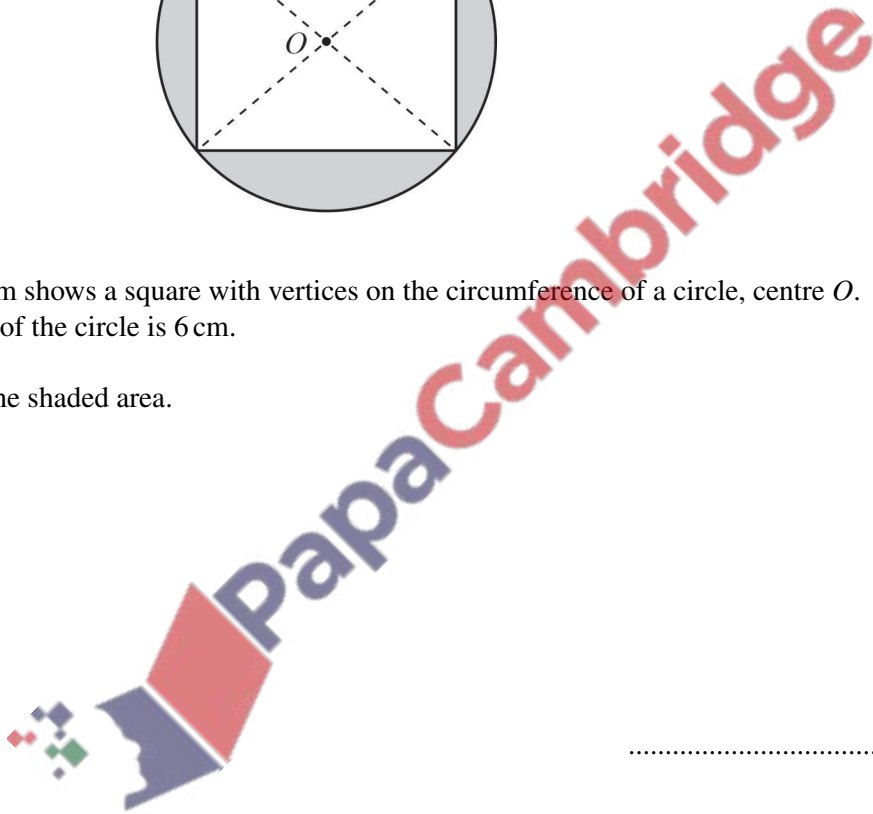 O
m shows a square with vertices on the circumference of a circle, centre O.
of the circle is 6 cm.
he shaded area.
PapaCambridge